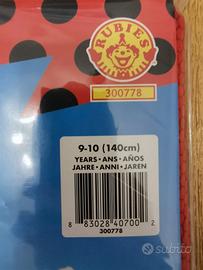 RUBIES
300778
9-10 (140cm)
YEARS • ANS • AÑOS
JAHRE • ANNI • JAREN
8 83028 40700 2
300778
subito